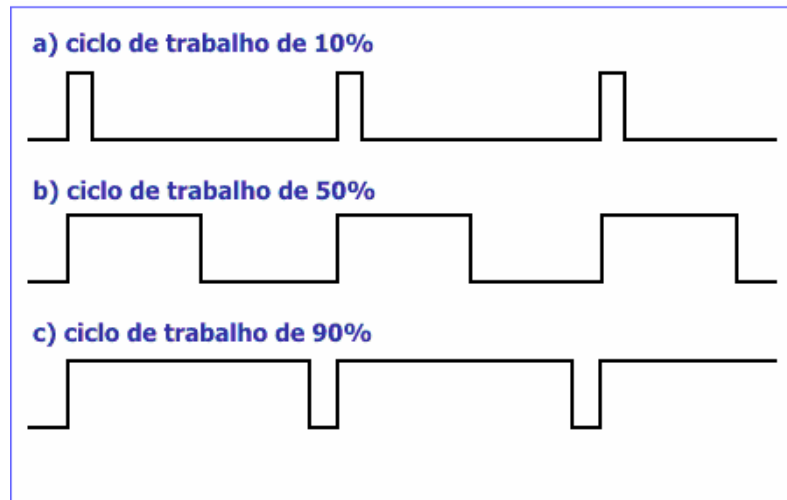 a) ciclo de trabalho de 10%
b) ciclo de trabalho de 50%
c) ciclo de trabalho de 90%